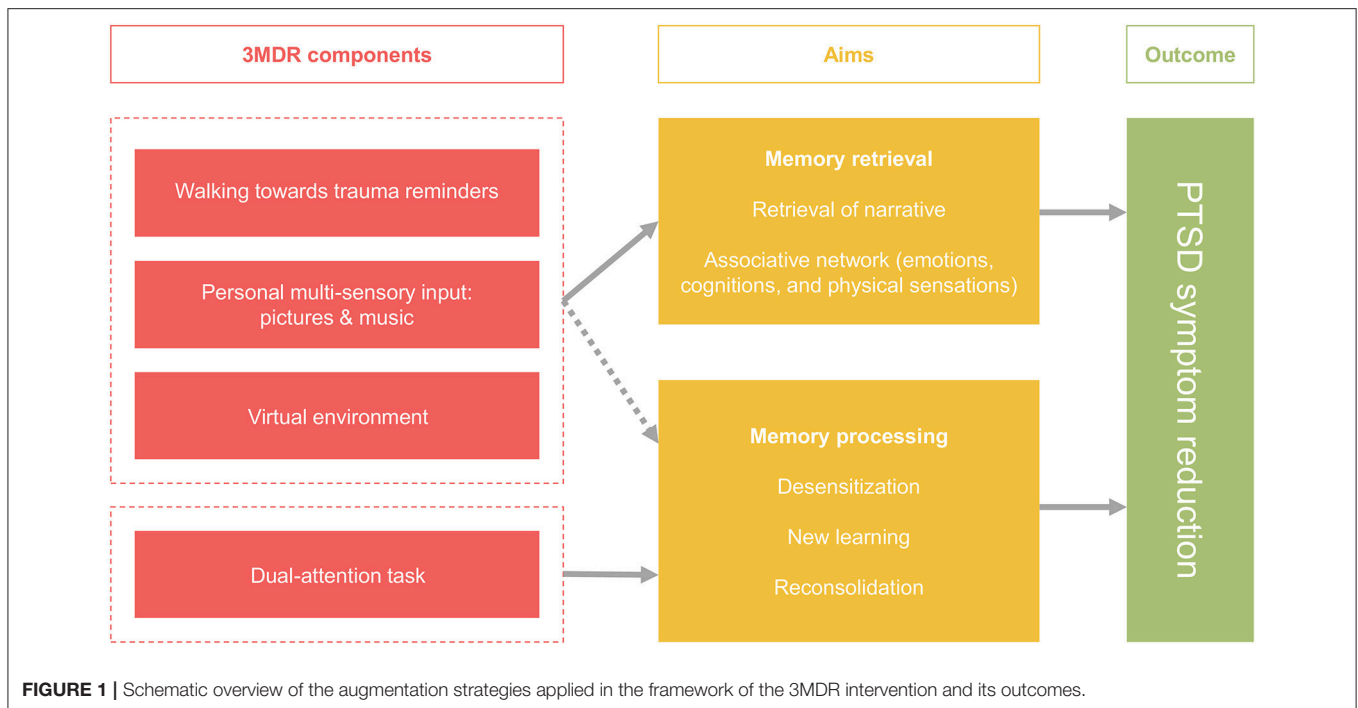 3MDR components
Aims
Outcome
Walking towards trauma reminders
Personal multi-sensory input:
pictures & music
Virtual environment
Dual-attention task
Memory retrieval
Retrieval of narrative
Associative network (emotions,
cognitions, and physical sensations)
Memory processing
Desensitization
New learning
Reconsolidation
PTSD symptom reduction
FIGURE 1 | Schematic overview of the augmentation strategies applied in the framework of the 3MDR intervention and its outcomes.